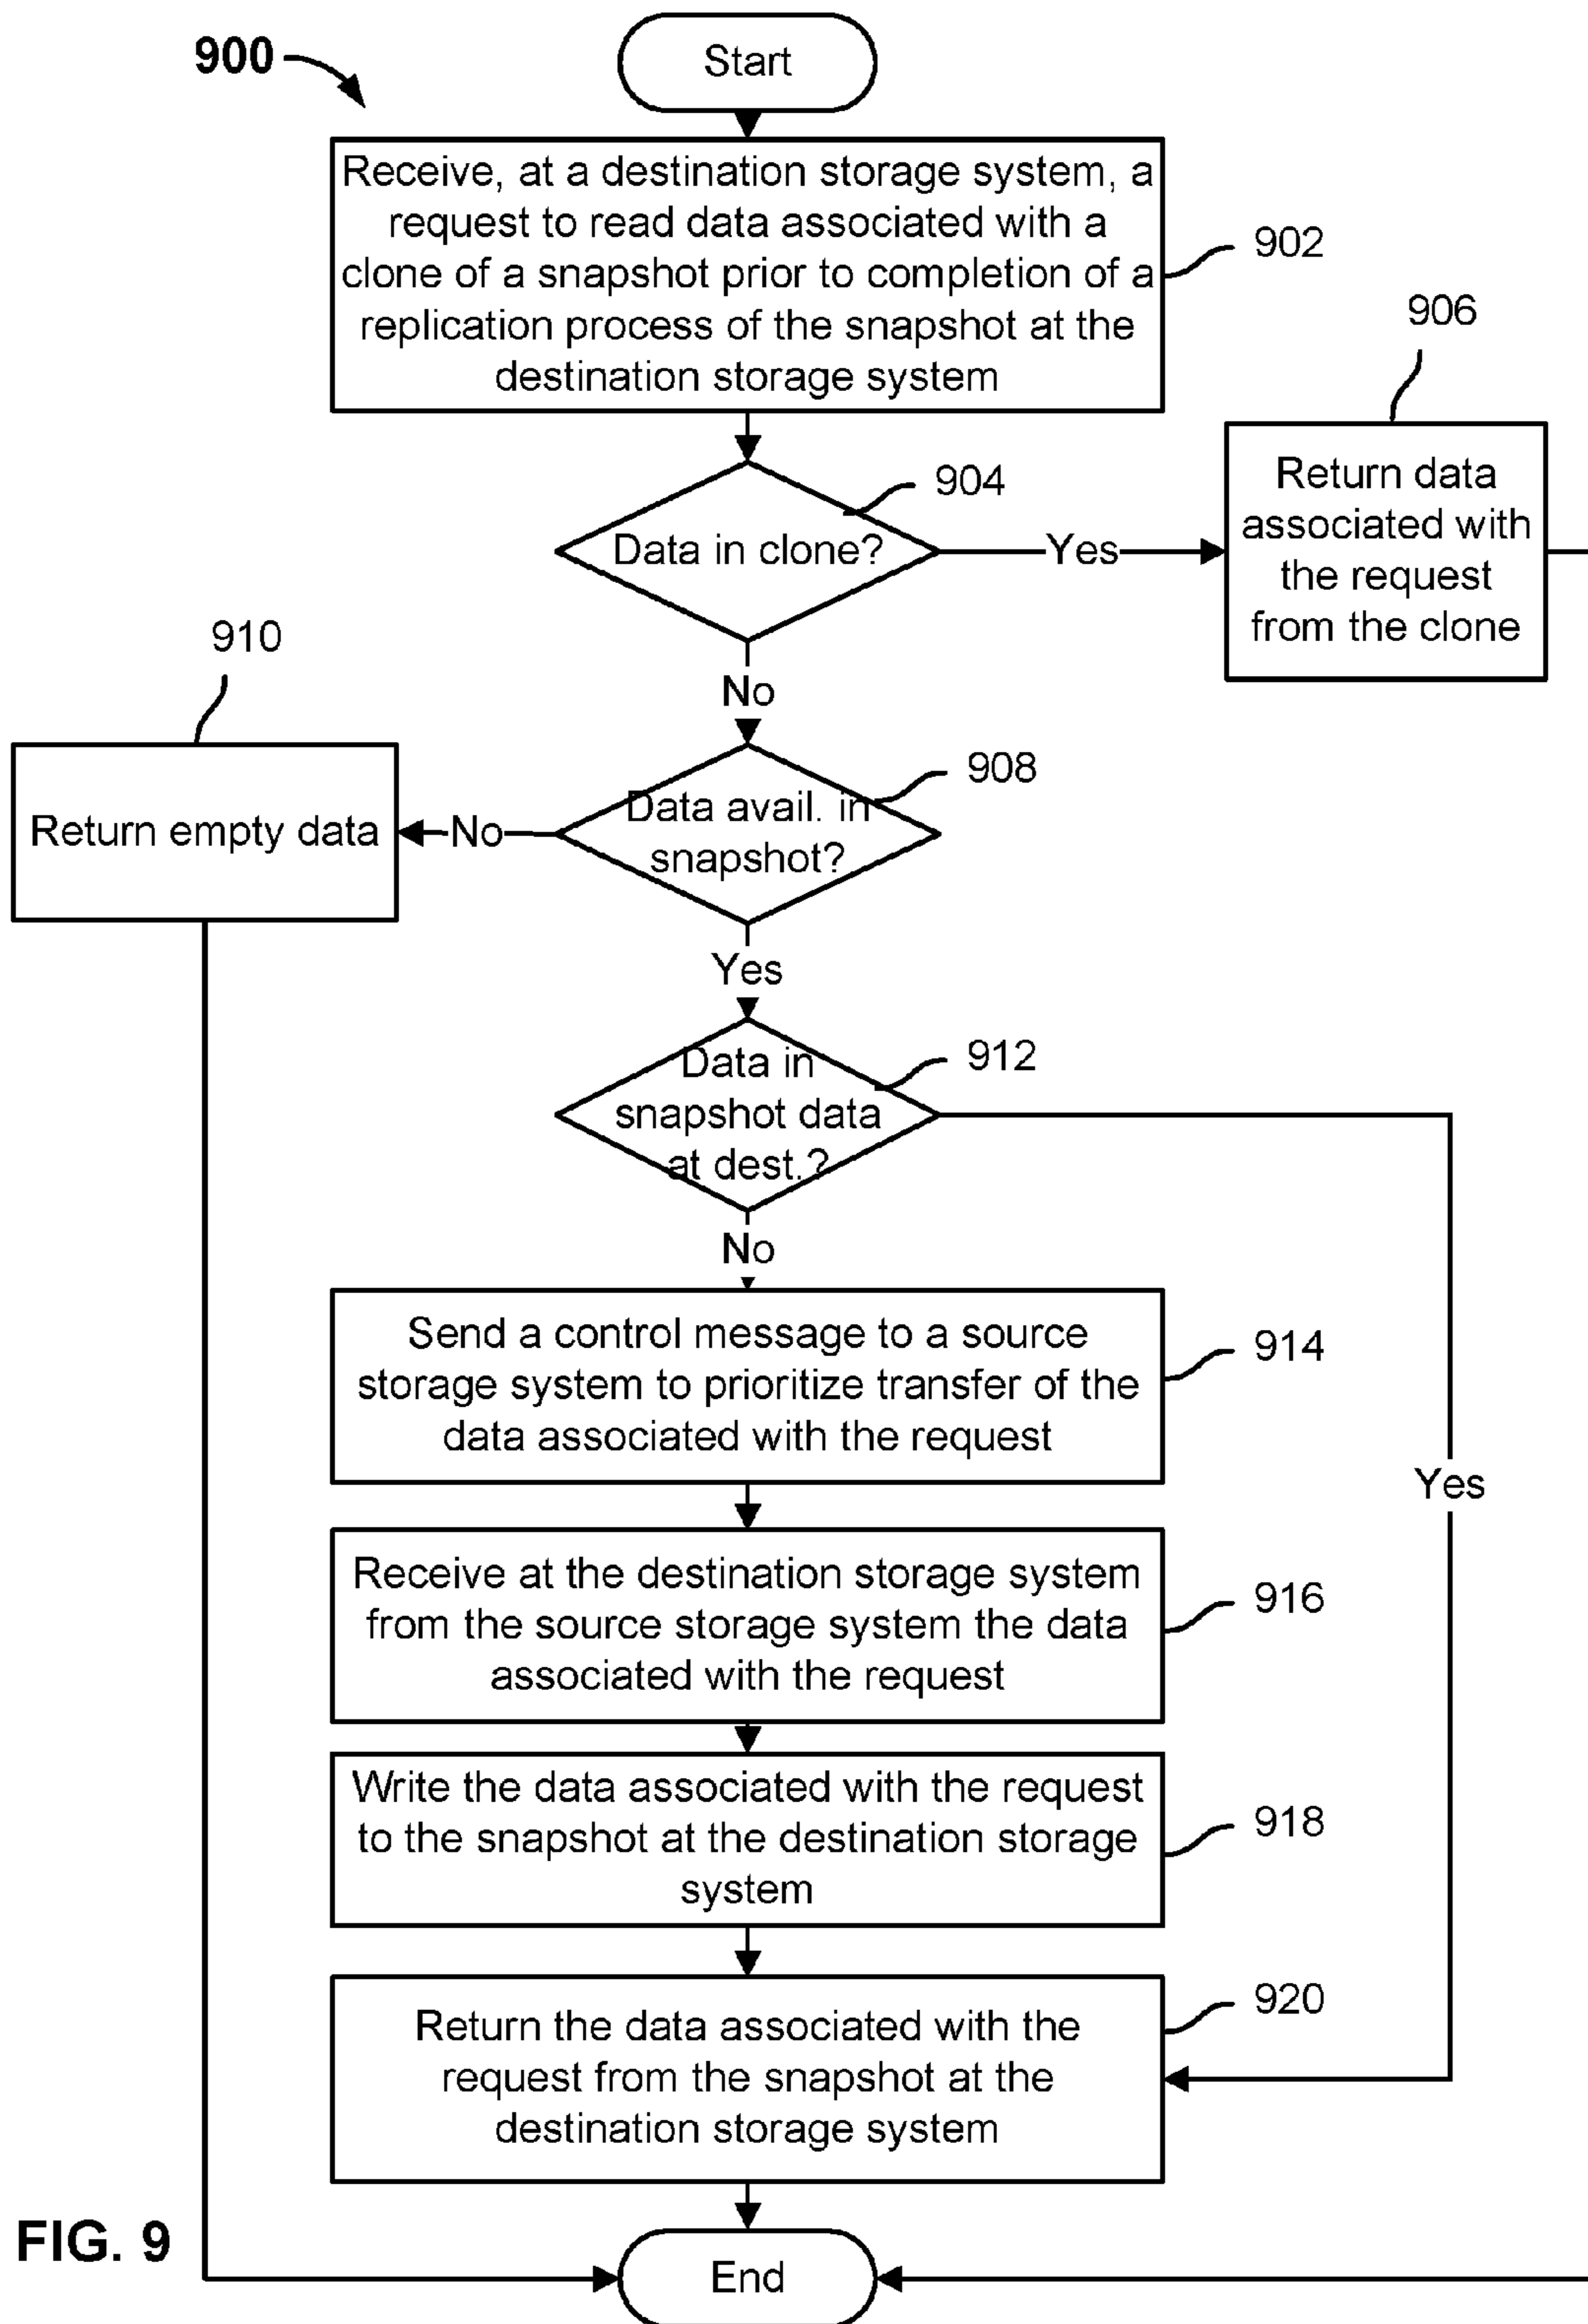 900
Start
Receive, at a destination storage system, a
request to read data associated with a
clone of a snapshot prior to completion of a
replication process of the snapshot at the
destination storage system
902
906
904
Data in clone?
Yes
Return data
associated with
the request
from the clone
910
No
908
Data avail. in
snapshot?
No
Return empty data
Yes
912
Data in
snapshot data
at dest.?
No
Send a control message to a source
storage system to prioritize transfer of the
data associated with the request
914
Yes
Receive at the destination storage system
from the source storage system the data
associated with the request
916
Write the data associated with the request
to the snapshot at the destination storage
system
918
Return the data associated with the
request from the snapshot at the
destination storage system
920
FIG. 9
End